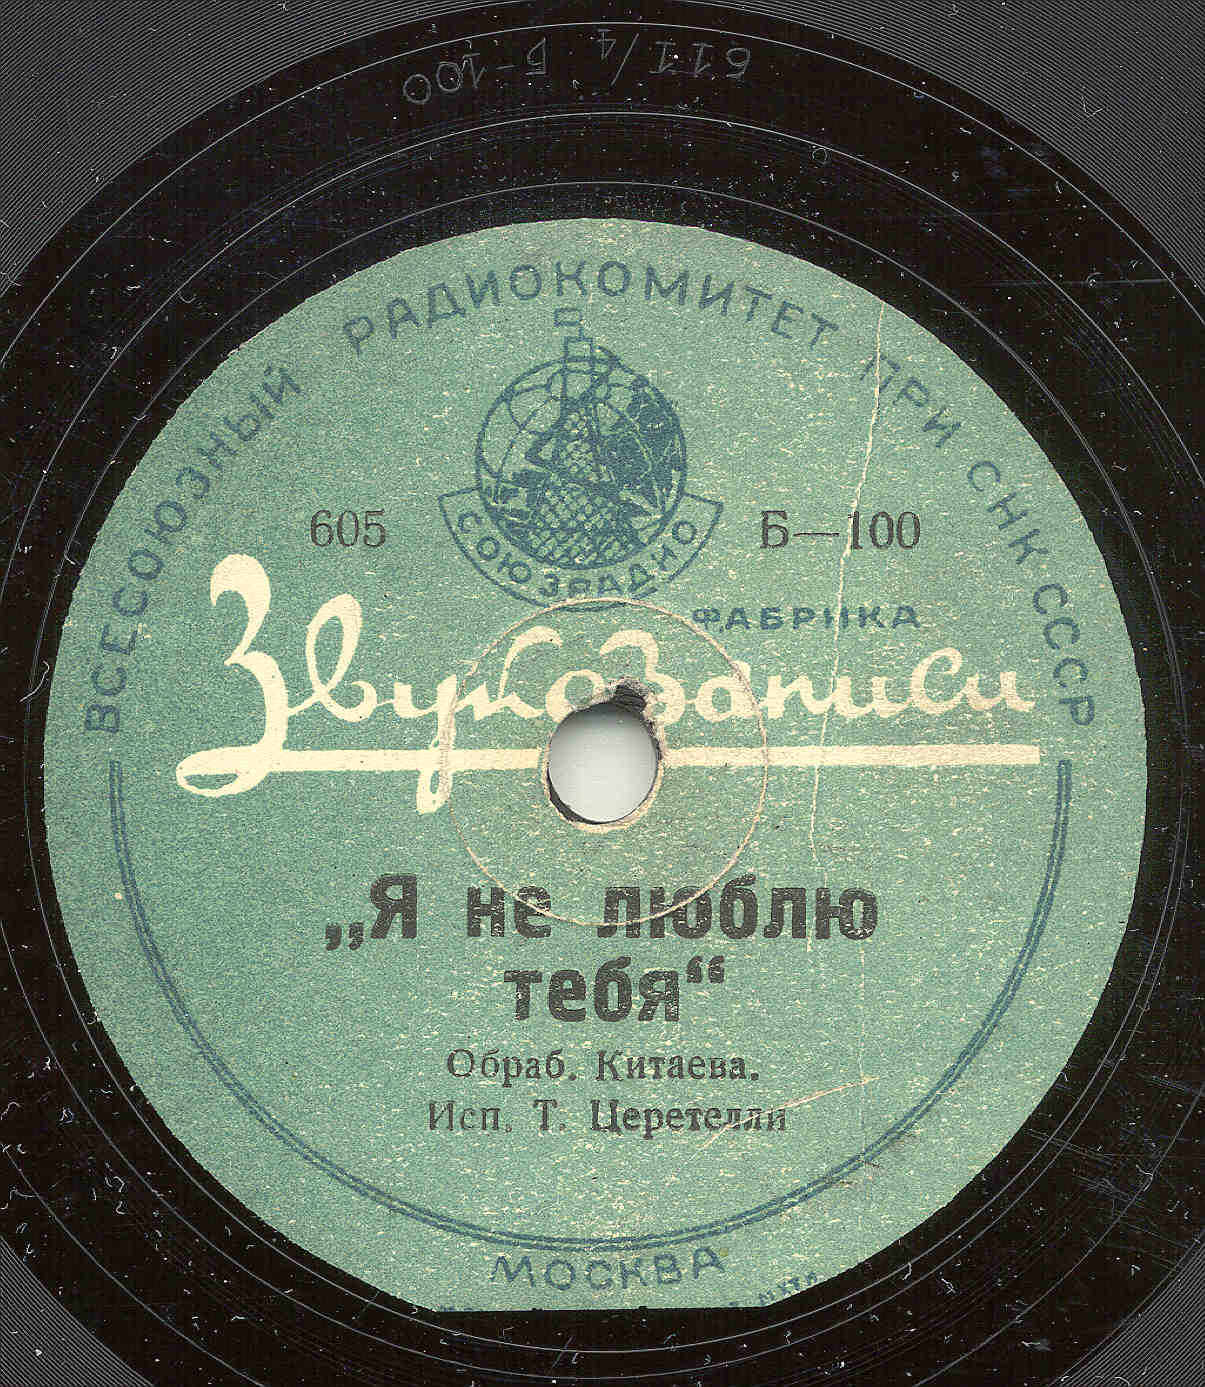 611/1 Б-100
ВСЕСОЮЗНЫЙ РАДИОКОМИТЕТ ПРИ СНК СССР
СОЮЗРАДИО
605 Б—100
ФАБРИКА
Звукозаписи
„Я не люблю
тебя“
Обраб. Китаева.
Исп. Т. Церетелли
МОСКВА